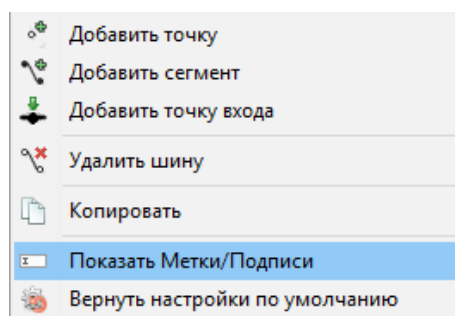 Добавить точку
Добавить сегмент
Добавить точку входа
Удалить шину
Копировать
Показать Метки/Подписи
Вернуть настройки по умолчанию